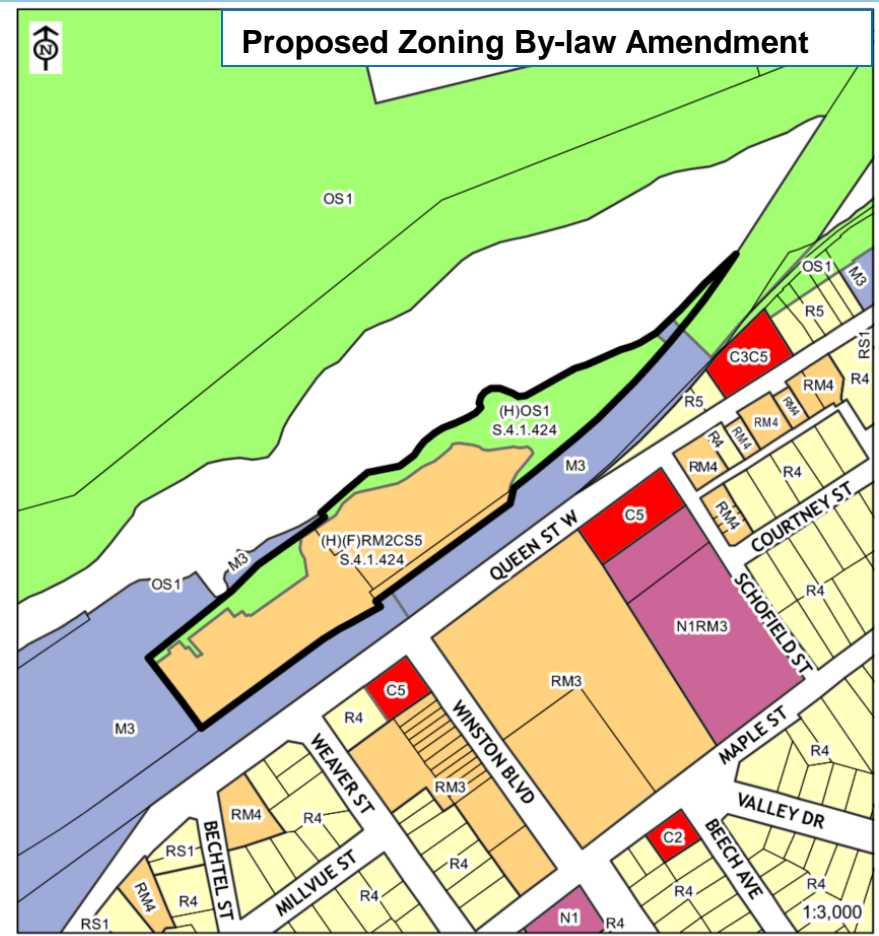 Proposed Zoning By-law Amendment
N
OS1
OS1
M3
R5
RS1
C3C5
RM4
R4
R5
RM4
RM4
R4
RM4
RM4
(H)OS1
S.4.1.424
M3
R4
C5
RM4
COURTNEY ST
QUEEN ST W
(H)(F)RM2CS5
S.4.1.424
M3
OS1
SCHOFIELD ST
R4
N1RM3
RM3
C5
R4
M3
WINSTON BLVD
MAPLE ST
R4
WEAVER ST
RM3
VALLEY DR
RM4
R4
C2
BEECH AVE
RS1
BECHTEL ST
MILLVUE ST
R4
R4
R4
R4
RM4
R4
1:3,000
RS1
N1
R4